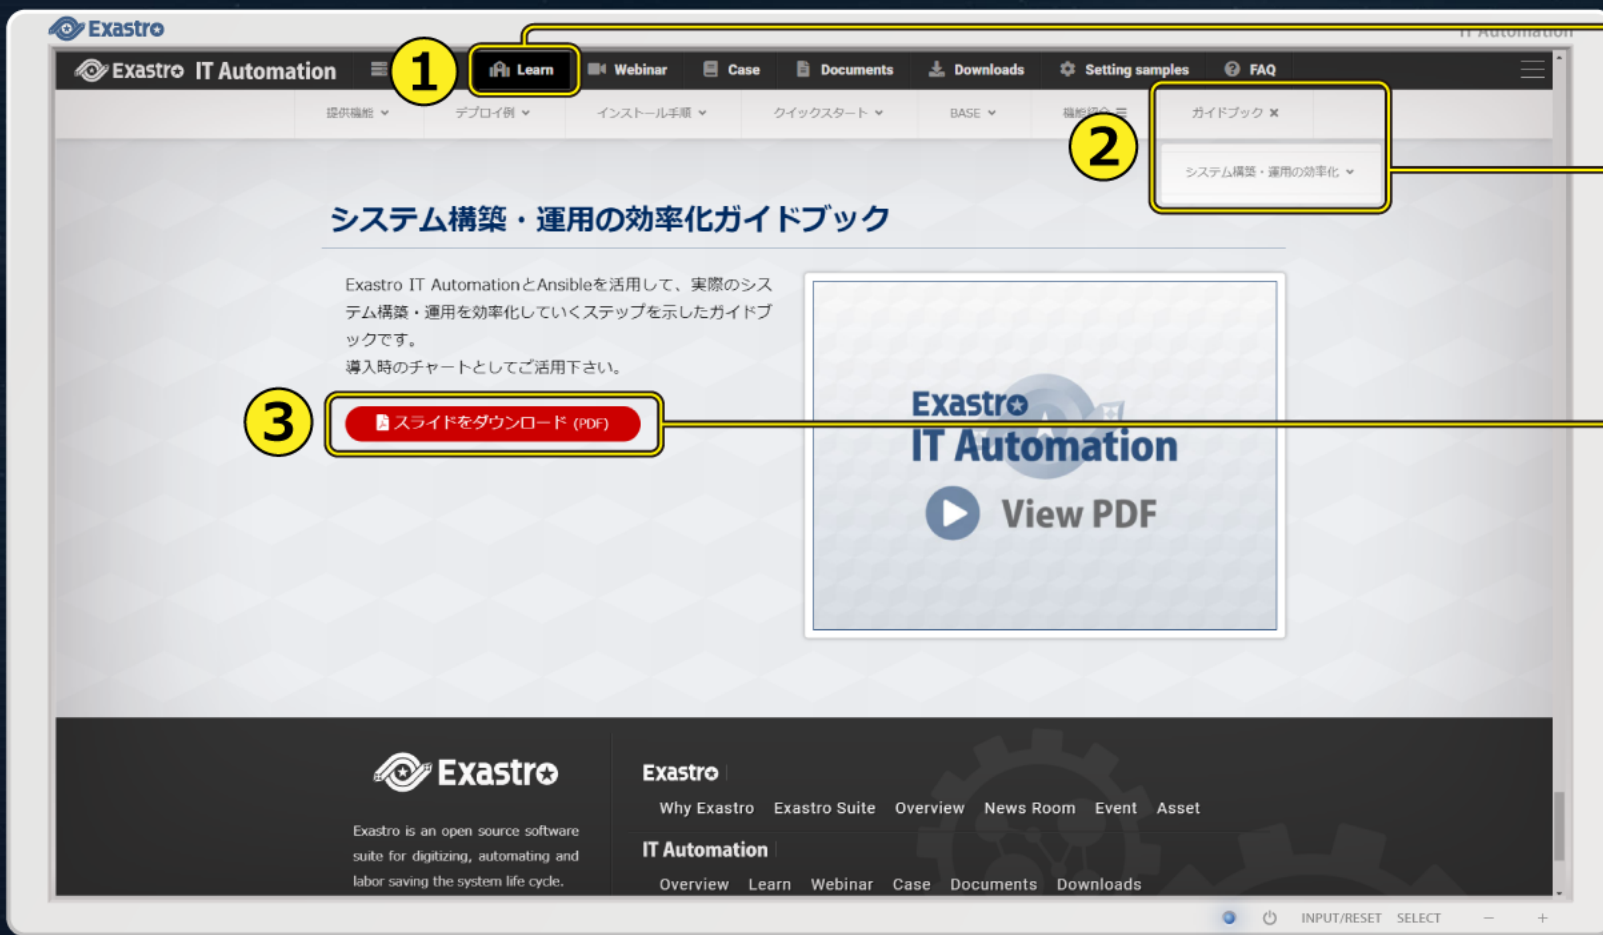 Exastro
IT Automation
Exastro IT Automation
1
Learn
Webinar
Case
Documents
Downloads
Setting samples
FAQ
提供機能
デプロイ例
インストール手順
クイックスタート
BASE
機能紹介
ガイドブック
2
システム構築・運用の効率化
システム構築・運用の効率化ガイドブック
Exastro IT AutomationとAnsibleを活用して、実際のシス
テム構築・運用を効率化していくステップを示したガイドブ
ックです。
導入時のチャートとしてご活用下さい。
3
スライドをダウンロード (PDF)
Exastro
IT Automation
View PDF
Exastro
Exastro is an open source software
suite for digitizing, automating and
labor saving the system life cycle.
Exastro
Why Exastro Exastro Suite Overview News Room Event Asset
IT Automation
Overview Learn Webinar Case Documents Downloads
INPUT/RESET SELECT － ＋